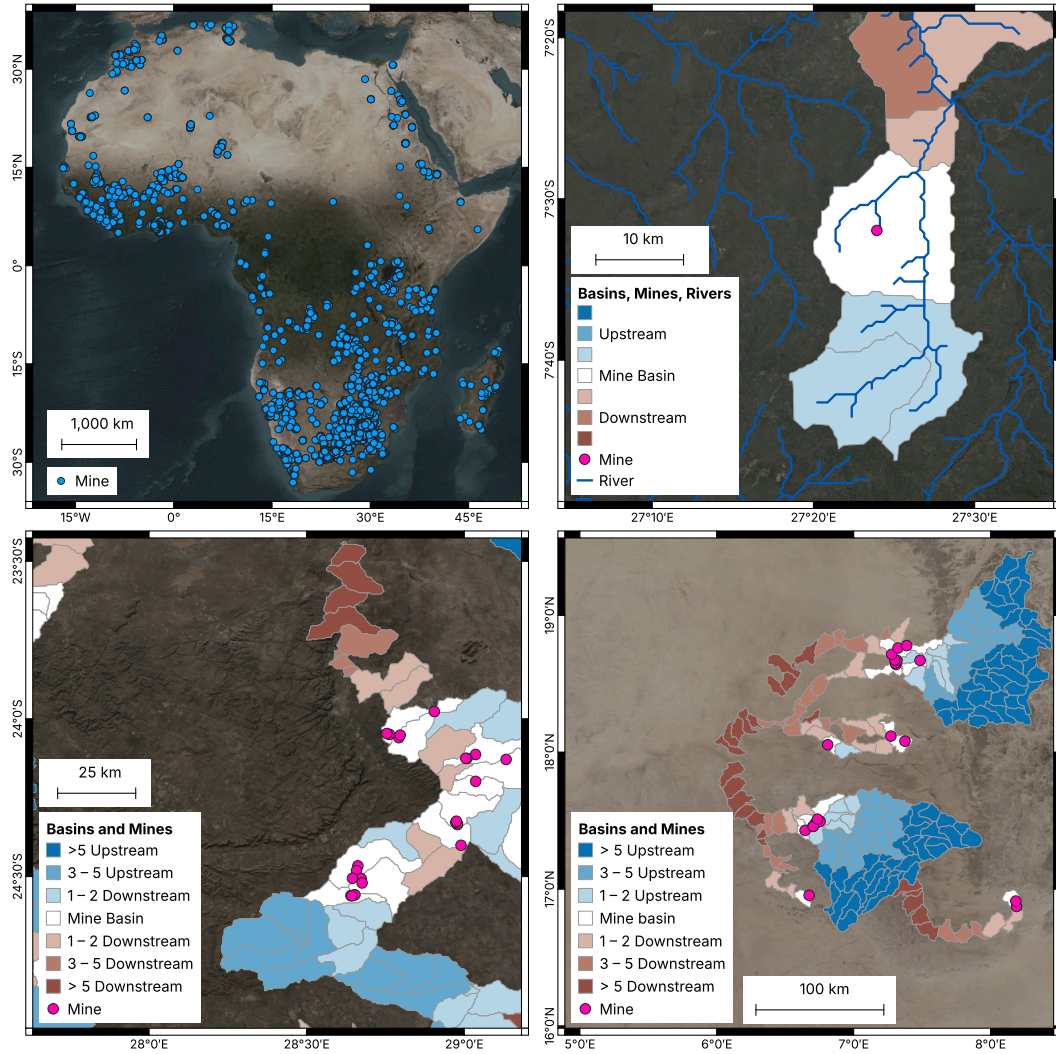 30°N
15°N
0°
15°S
30°S
1,000 km
Mine
15°W
0°
15°E
30°E
45°E
7°20'S
7°30'S
7°40'S
10 km
Basins, Mines, Rivers
Upstream
Mine Basin
Downstream
Mine
River
27°10'E
27°20'E
27°30'E
23°30'S
24°0'S
24°30'S
25 km
Basins and Mines
>5 Upstream
3 – 5 Upstream
1 – 2 Downstream
Mine Basin
1 – 2 Downstream
3 – 5 Downstream
> 5 Downstream
Mine
28°0'E
28°30'E
29°0'E
19°0'N
18°0'N
17°0'N
16°0'N
Basins and Mines
> 5 Upstream
3 – 5 Upstream
1 – 2 Upstream
Mine basin
1 – 2 Downstream
3 – 5 Downstream
> 5 Downstream
Mine
100 km
5°0'E
6°0'E
7°0'E
8°0'E